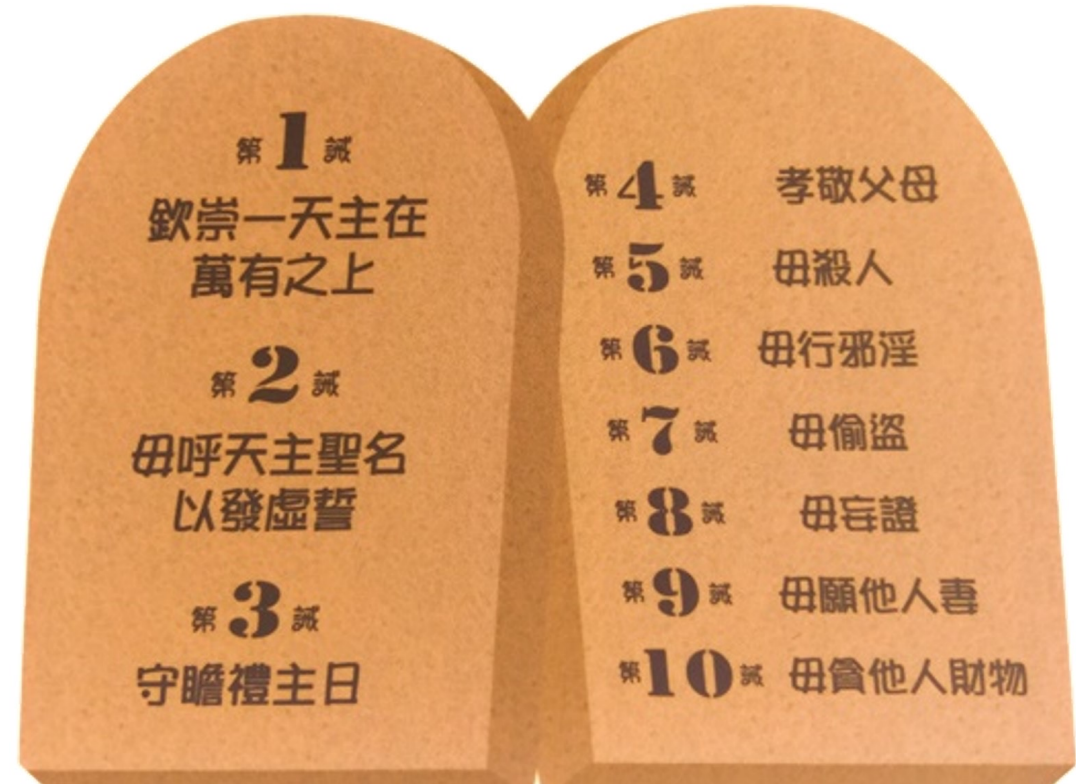 第1誡
欽崇一天主在
萬有之上
第2誡
毋呼天主聖名
以發虛誓
第3誡
守瞻禮主日
第4誡 孝敬父母
第5誡 毋殺人
第6誡 毋行邪淫
第7誡 毋偷盜
第8誡 毋妄證
第9誡 毋願他人妻
第10誡 毋貪他人財物